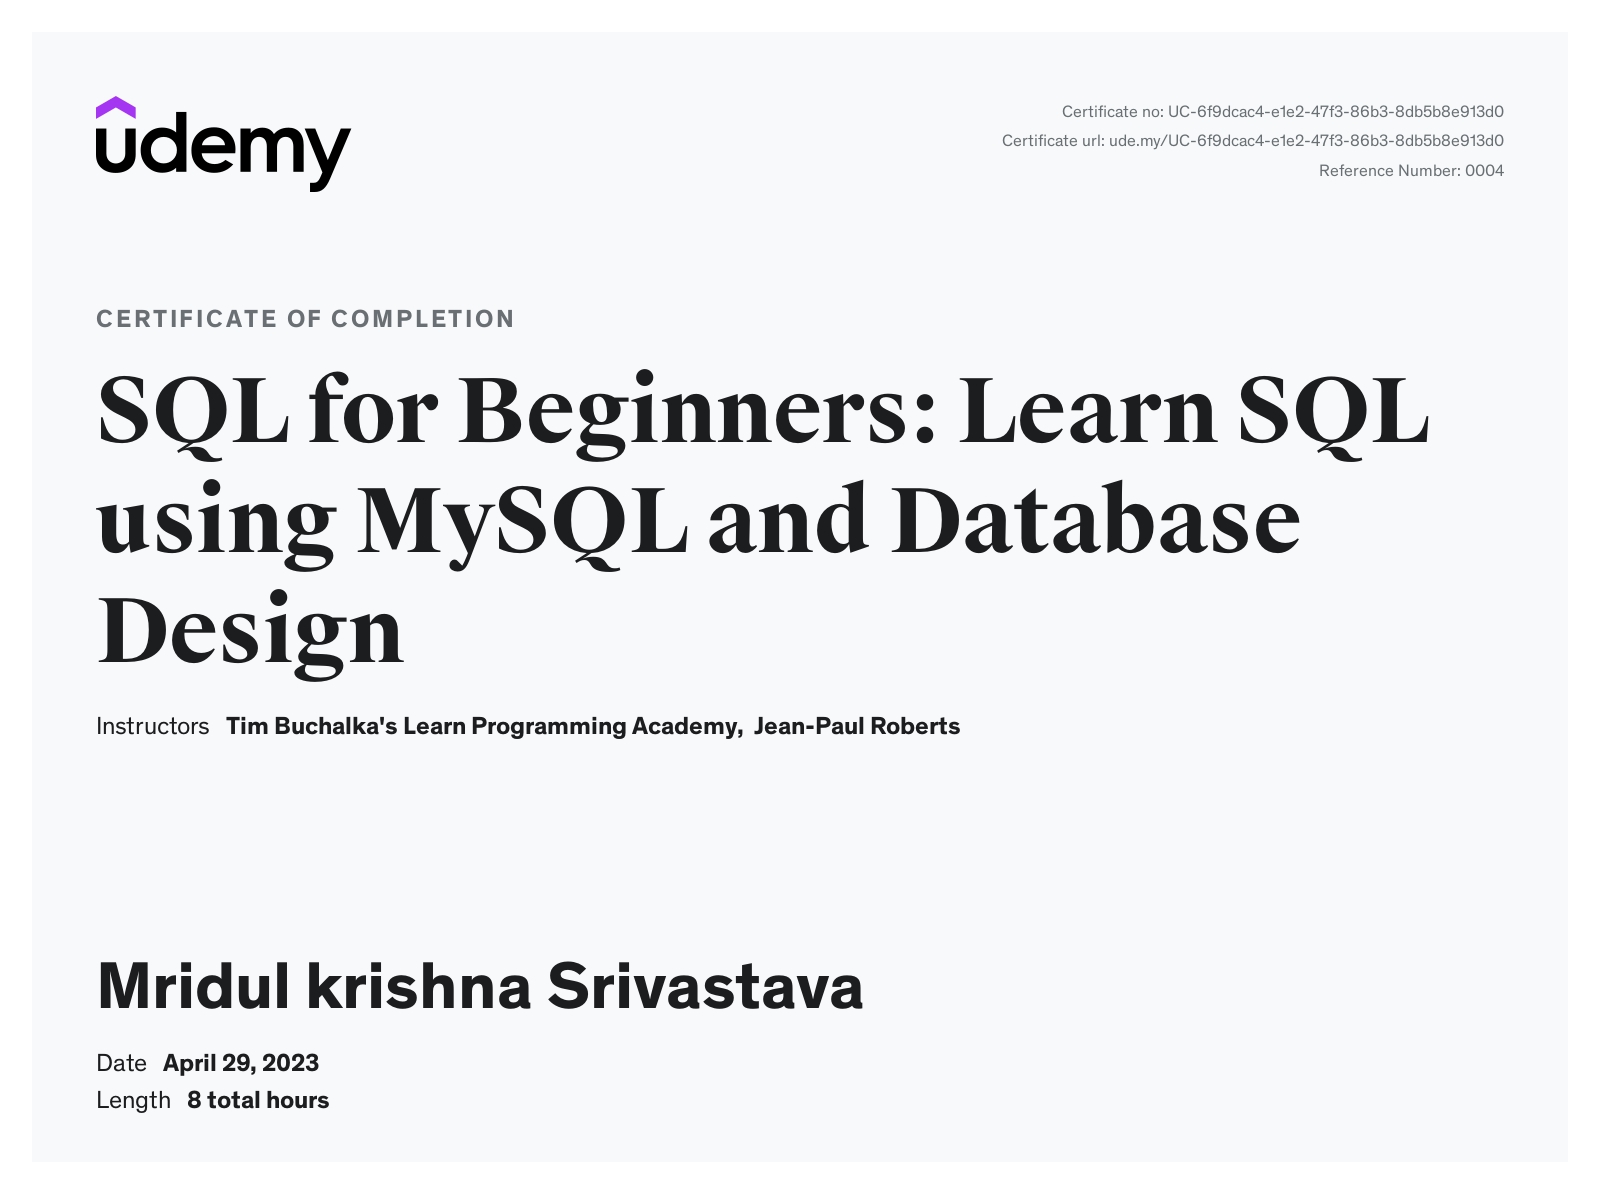 udemy
Certificate no: UC-6f9dcac4-e1e2-47f3-86b3-8db5b8e913d0
Certificate url: ude.my/UC-6f9dcac4-e1e2-47f3-86b3-8db5b8e913d0
Reference Number: 0004
CERTIFICATE OF COMPLETION
SQL for Beginners: Learn SQL
using MySQL and Database
Design
Instructors Tim Buchalka's Learn Programming Academy, Jean-Paul Roberts
Mridul krishna Srivastava
Date April 29, 2023
Length 8 total hours